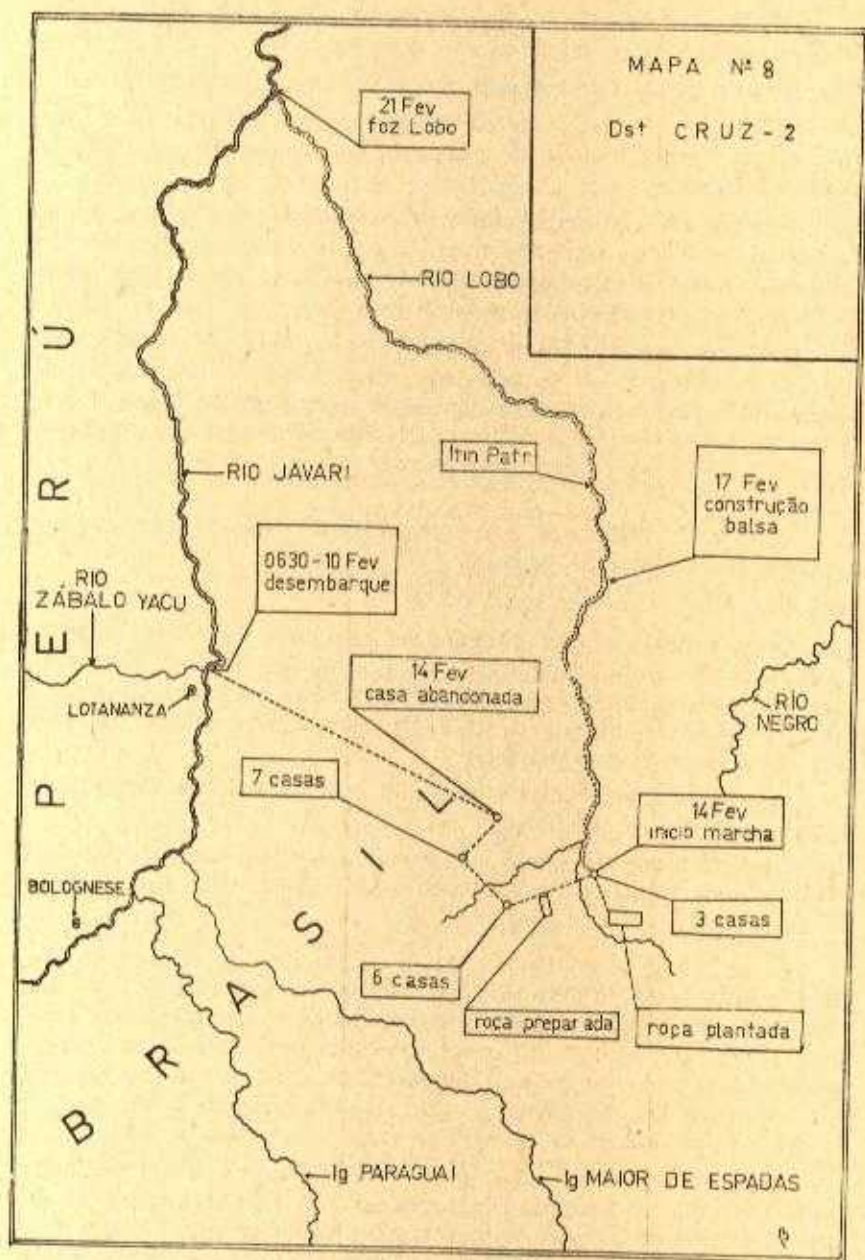 MAPA Nº 8
Dst CRUZ-2
21 Fev
foz Lobo
RIO LOBO
PERÚ
Itin Patr
RIO JAVARI
17 Fev
construção
balsa
0630-10 Fev
desembarque
RIO
ZÁBALO YACU
14 Fev
casa abandonada
LOTANANZA
RIO
NEGRO
7 casas
14 Fev
inicio marcha
BOLOGNESE
3 casas
6 casas
roça preparada
roça plantada
BRASIL
Ig PARAGUAI
Ig MAIOR DE ESPADAS